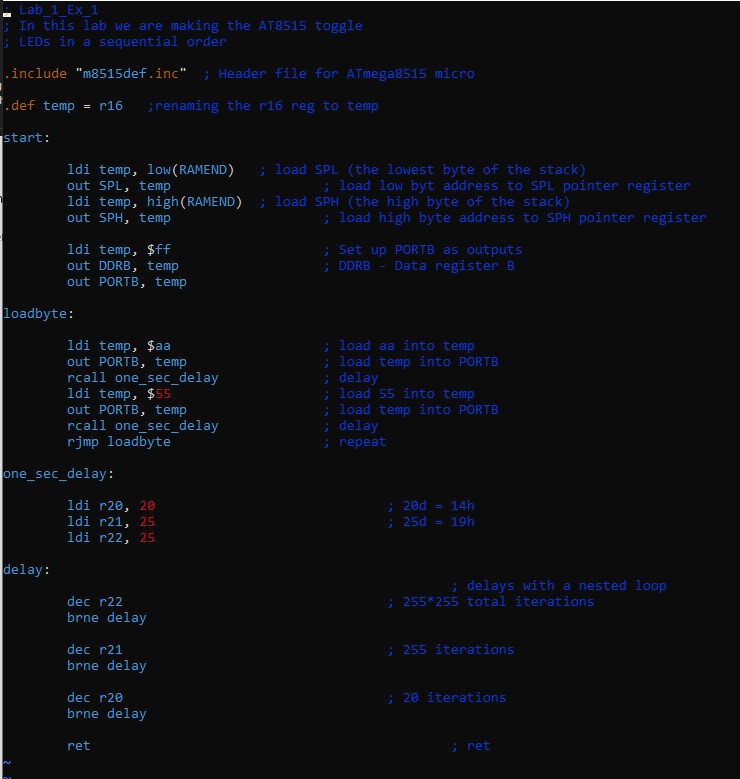 ; Lab_1_Ex_1
; In this lab we are making the AT8515 toggle
; LEDs in a sequential order
.include "m8515def.inc"  ; Header file for ATmega8515 micro
.def temp = r16   ;renaming the r16 reg to temp
start:
ldi temp, low(RAMEND)   ; load SPL (the lowest byte of the stack)
out SPL, temp                   ; load low byt address to SPL pointer register
ldi temp, high(RAMEND)  ; load SPH (the high byte of the stack)
out SPH, temp                   ; load high byte address to SPH pointer register
ldi temp, $ff                   ; Set up PORTB as outputs
out DDRB, temp                  ; DDRB - Data register B
out PORTB, temp
loadbyte:
ldi temp, $aa                   ; load aa into temp
out PORTB, temp                 ; load temp into PORTB
rcall one_sec_delay             ; delay
ldi temp, $55                   ; load 55 into temp
out PORTB, temp                 ; load temp into PORTB
rcall one_sec_delay             ; delay
rjmp loadbyte                   ; repeat
one_sec_delay:
ldi r20, 20                             ; 20d = 14h
ldi r21, 25                             ; 25d = 19h
ldi r22, 25
delay:
; delays with a nested loop
dec r22                                 ; 255*255 total iterations
brne delay
dec r21                                 ; 255 iterations
brne delay
dec r20                                 ; 20 iterations
brne delay
ret                                             ; ret
~
~